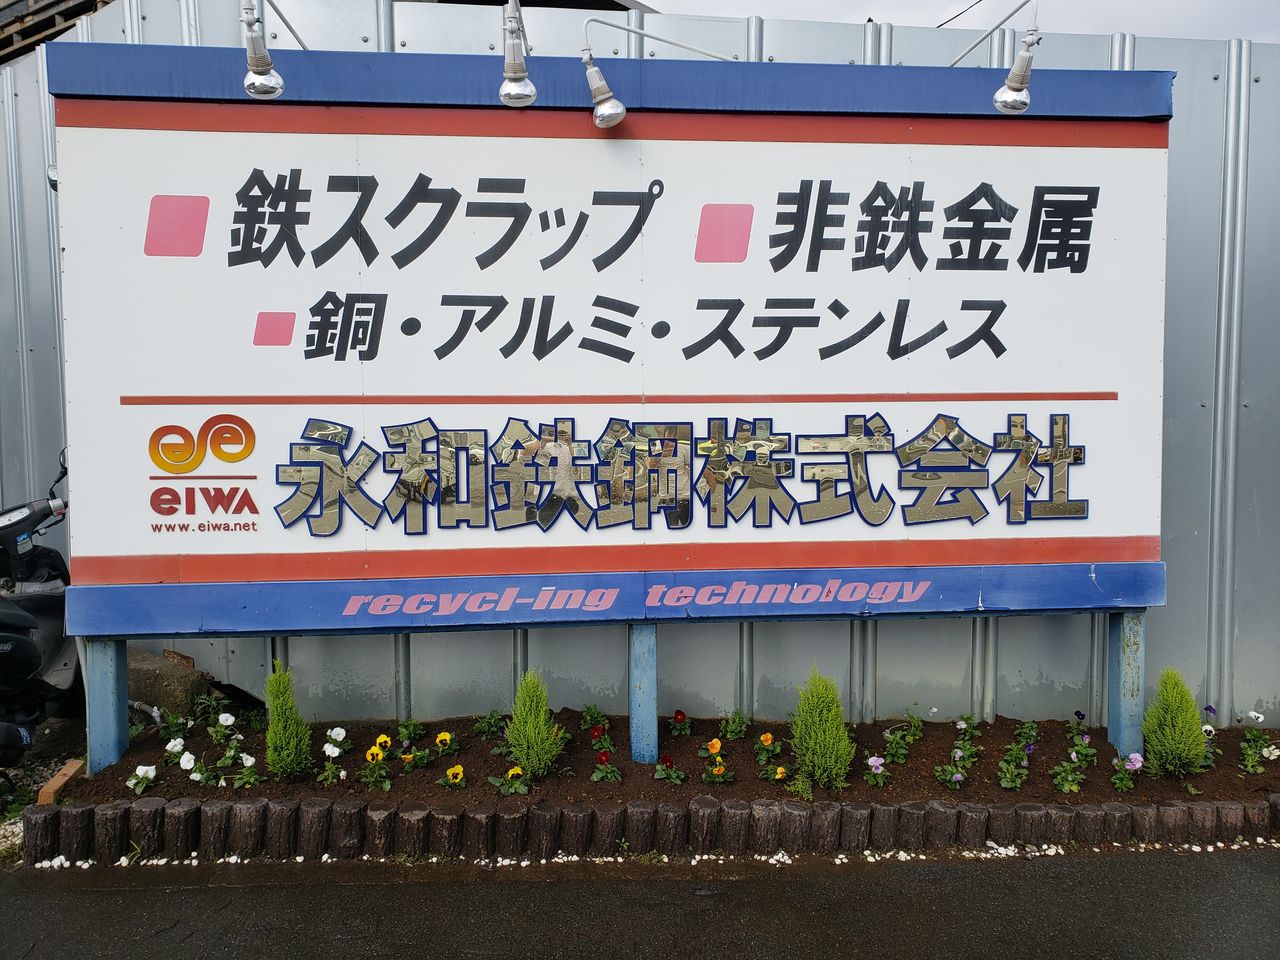 ■鉄スクラップ ■非鉄金属
■銅・アルミ・ステンレス
eiwa
www.eiwa.net
永和鉄鋼株式会社
recycl-ing technology